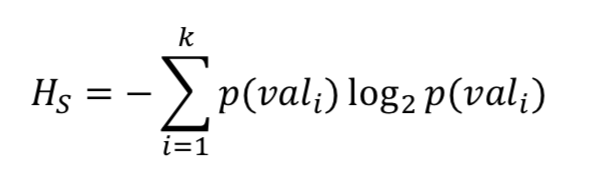 H_S = -\sum_{i=1}^{k} p(val_i) \log_2 p(val_i)